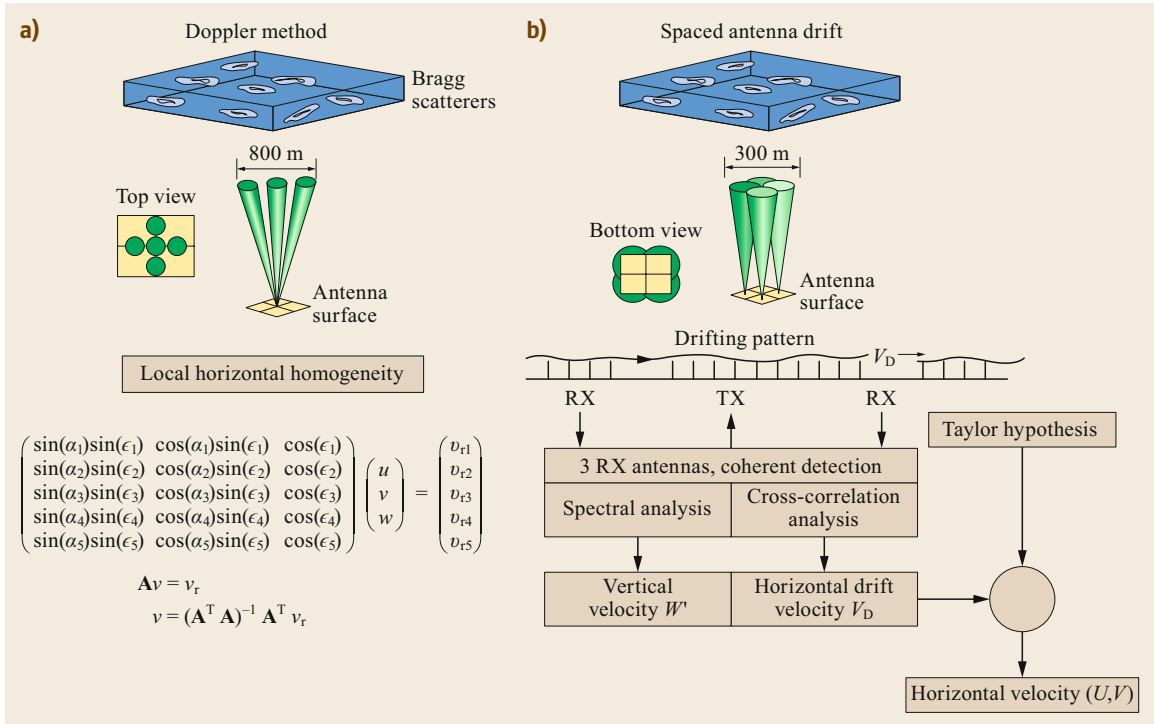 a)
Doppler method
Bragg
scatterers
800 m
Top view
Antenna
surface
Local horizontal homogeneity
sin(α₁)sin(ϵ₁) cos(α₁)sin(ϵ₁) cos(ϵ₁)
sin(α₂)sin(ϵ₂) cos(α₂)sin(ϵ₂) cos(ϵ₂)
sin(α₃)sin(ϵ₃) cos(α₃)sin(ϵ₃) cos(ϵ₃)
sin(α₄)sin(ϵ₄) cos(α₄)sin(ϵ₄) cos(ϵ₄)
sin(α₅)sin(ϵ₅) cos(α₅)sin(ϵ₅) cos(ϵ₅)
u
v
w
=
υr1
υr2
υr3
υr4
υr5
Av = vr
v = (Aᵀ A)⁻¹ Aᵀ vr
b)
Spaced antenna drift
300 m
Bottom view
Antenna
surface
Drifting pattern
VD
RX TX RX
Taylor hypothesis
3 RX antennas, coherent detection
Spectral analysis
Cross-correlation
analysis
Vertical
velocity W'
Horizontal drift
velocity VD
Horizontal velocity (U,V)